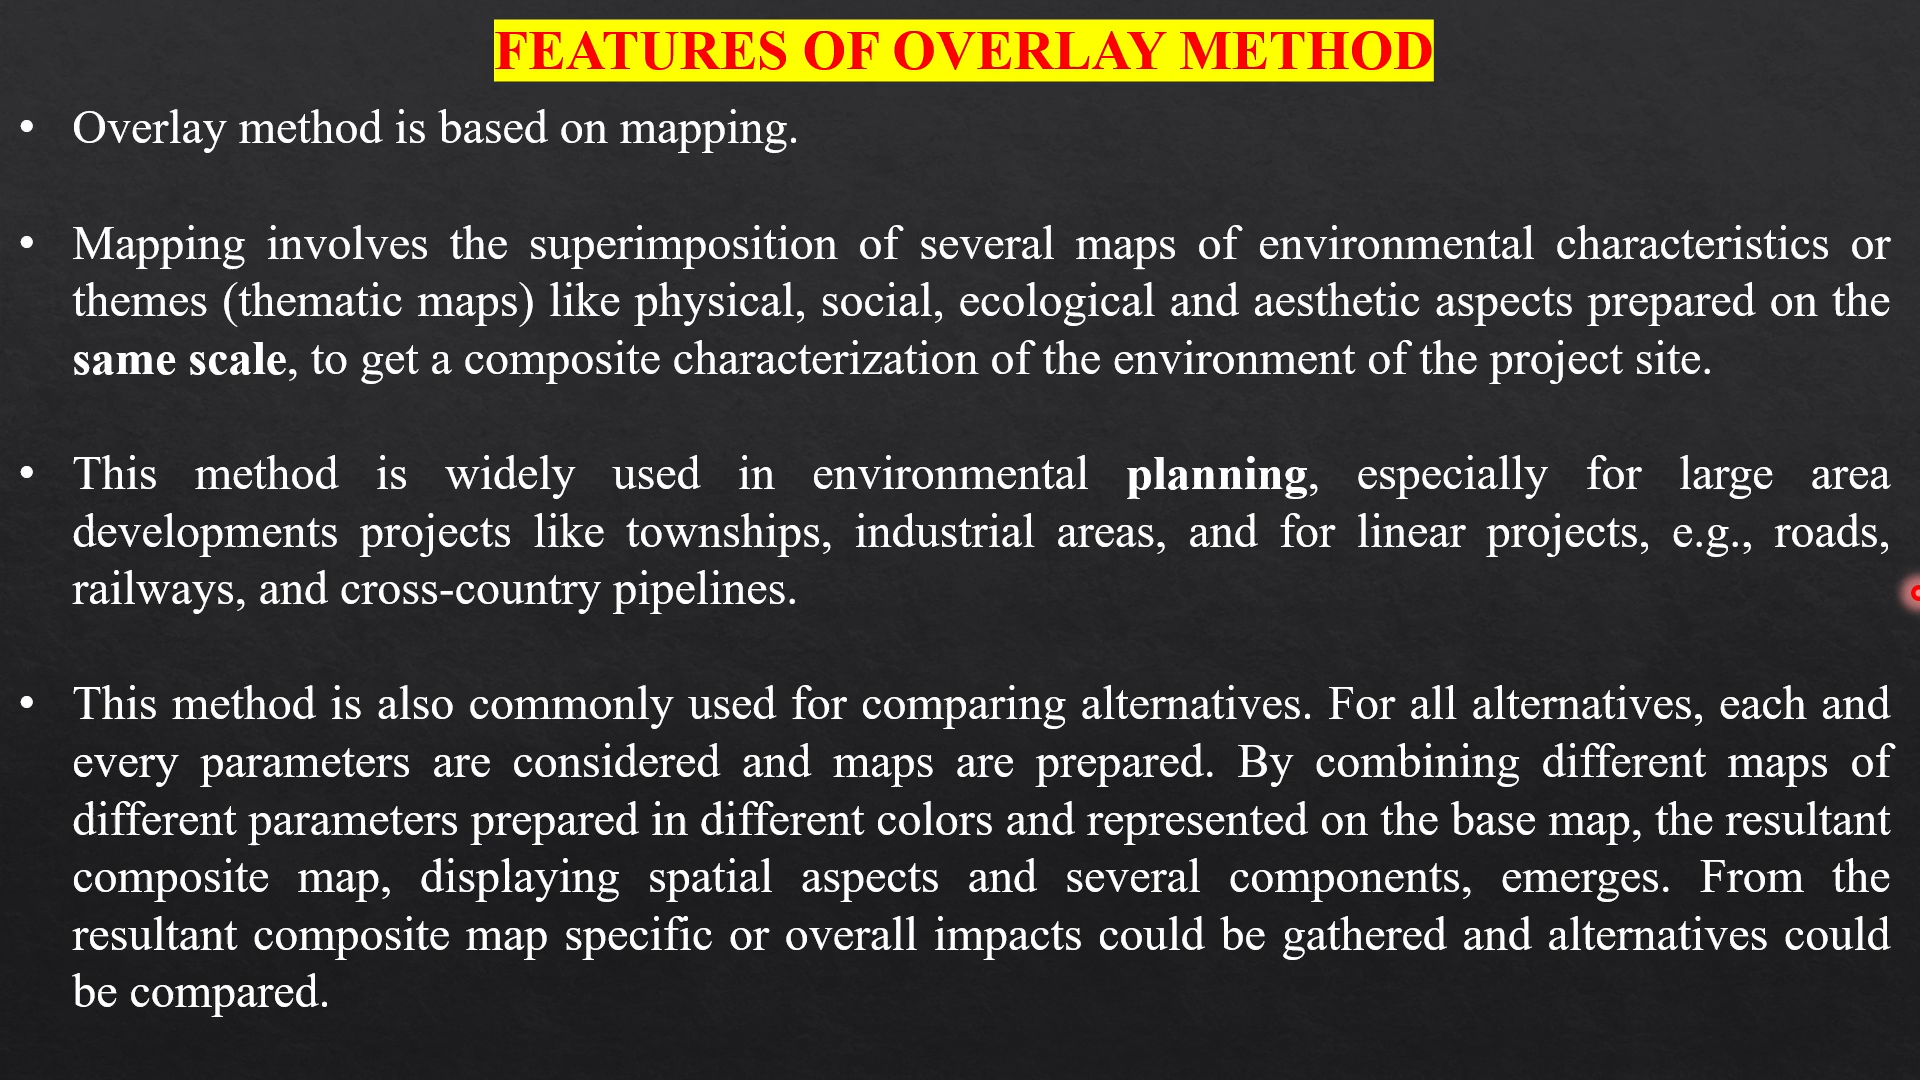 FEATURES OF OVERLAY METHOD
• Overlay method is based on mapping.
• Mapping involves the superimposition of several maps of environmental characteristics or
themes (thematic maps) like physical, social, ecological and aesthetic aspects prepared on the
same scale, to get a composite characterization of the environment of the project site.
• This method is widely used in environmental planning, especially for large area
developments projects like townships, industrial areas, and for linear projects, e.g., roads,
railways, and cross-country pipelines.
• This method is also commonly used for comparing alternatives. For all alternatives, each and
every parameters are considered and maps are prepared. By combining different maps of
different parameters prepared in different colors and represented on the base map, the resultant
composite map, displaying spatial aspects and several components, emerges. From the
resultant composite map specific or overall impacts could be gathered and alternatives could
be compared.